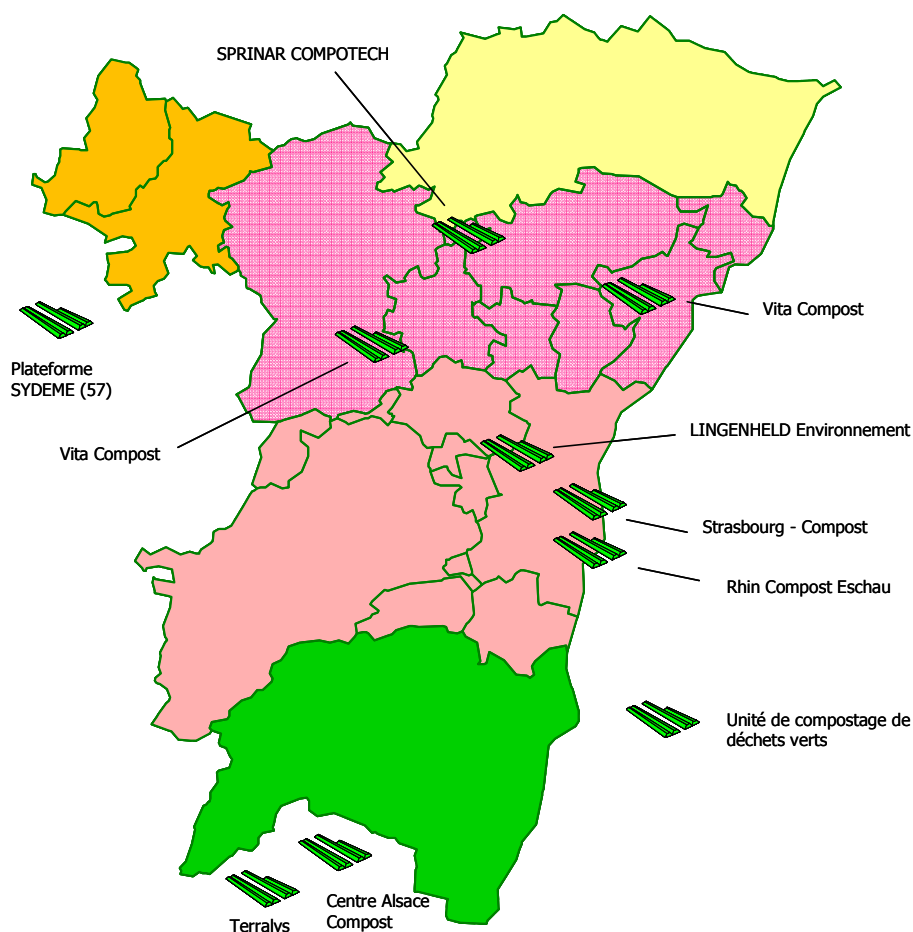 SPRINAR COMPOTECH
Vita Compost
Plateforme
SYDEME (57)
LINGENHELD Environnement
Vita Compost
Strasbourg - Compost
Rhin Compost Eschau
Unité de compostage de
déchets verts
Centre Alsace
Compost
Terralys